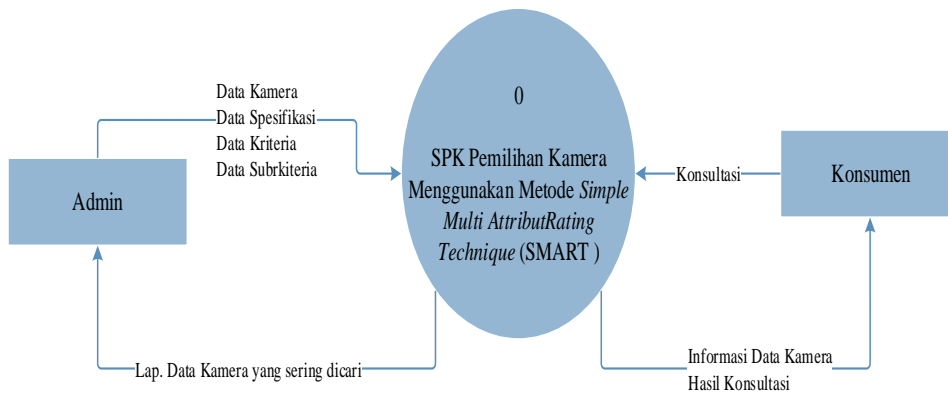 Data Kamera
Data Spesifikasi
Data Kriteria
Data Subrkiteria
Admin
0
SPK Pemilihan Kamera
Menggunakan Metode Simple
Multi AttributRating
Technique (SMART )
Konsultasi
Konsumen
Lap. Data Kamera yang sering dicari
Informasi Data Kamera
Hasil Konsultasi